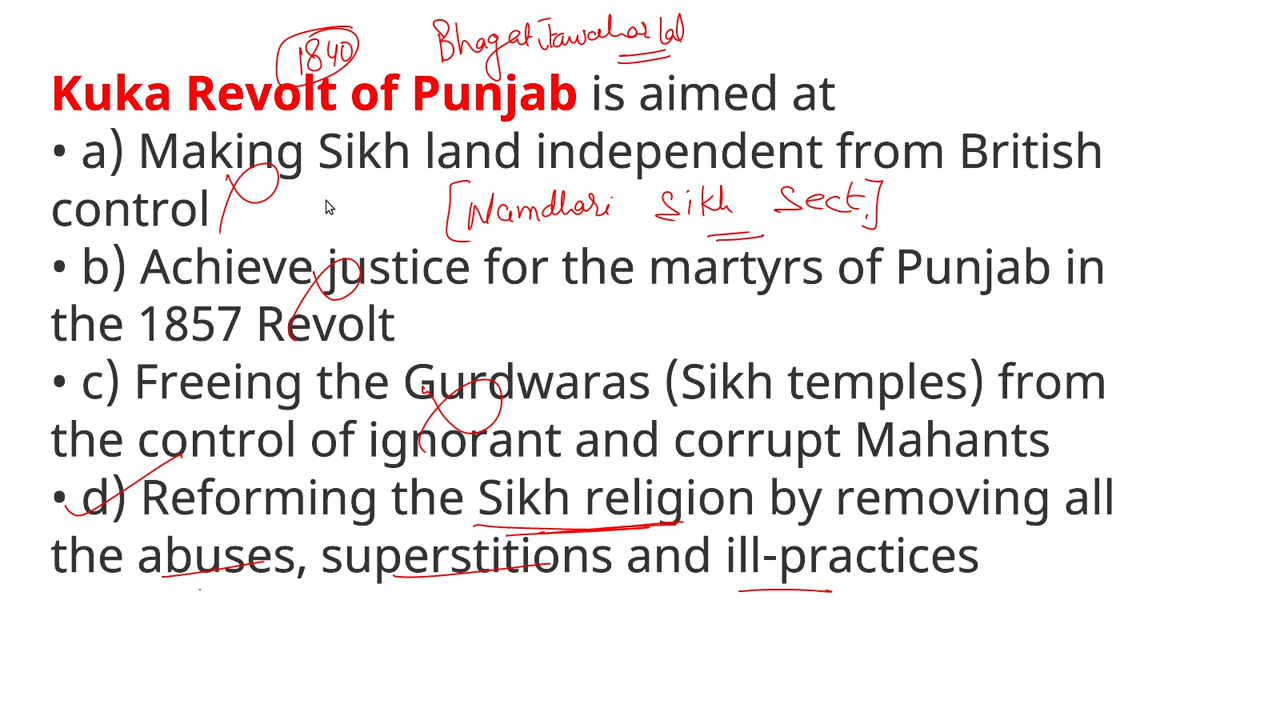 1840 Bhagat Jawahar lal
Kuka Revolt of Punjab is aimed at
• a) Making Sikh land independent from British
control
[Namdhari Sikh Sect.]
• b) Achieve justice for the martyrs of Punjab in
the 1857 Revolt
• c) Freeing the Gurdwaras (Sikh temples) from
the control of ignorant and corrupt Mahants
• d) Reforming the Sikh religion by removing all
the abuses, superstitions and ill-practices